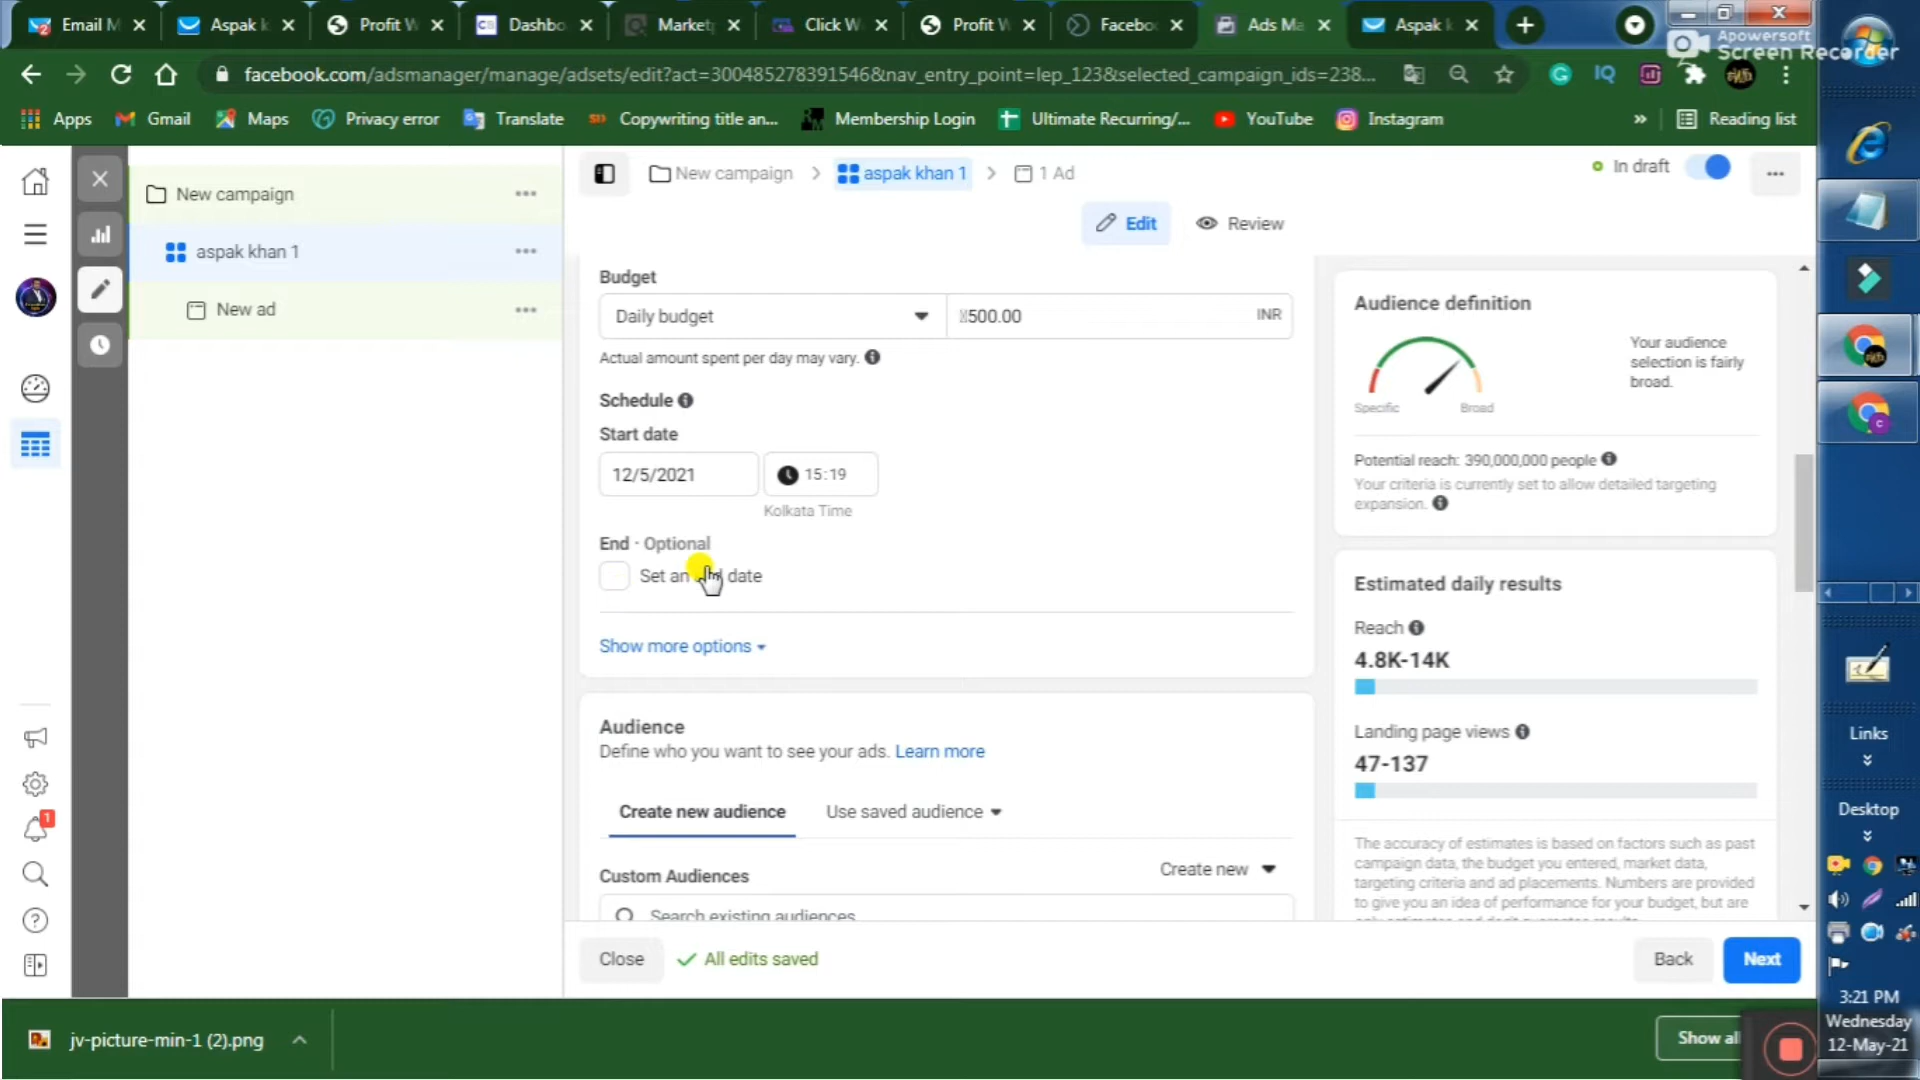 Email M
Aspak k
Profit W
Dashbo
Market
Click W
Profit W
Facebo
Ads Ma
Aspak k
Apowersoft
Screen Recorder
facebook.com/adsmanager/manage/adsets/edit?act=300485278391546&nav_entry_point=lep_123&selected_campaign_ids=238...
Apps
Gmail
Maps
Privacy error
Translate
Copywriting title an...
Membership Login
Ultimate Recurring/...
YouTube
Instagram
»
Reading list
New campaign
aspak khan 1
New ad
New campaign > aspak khan 1 > 1 Ad
In draft
Edit
Review
Budget
Daily budget
500.00
INR
Actual amount spent per day may vary.
Schedule
Start date
12/5/2021
15:19
Kolkata Time
End · Optional
Set an date
Show more options
Audience
Define who you want to see your ads. Learn more
Create new audience
Use saved audience
Custom Audiences
Create new
Search existing audiences
Audience definition
Your audience
selection is fairly
broad.
Specific
Broad
Potential reach: 390,000,000 people
Your criteria is currently set to allow detailed targeting
expansion.
Estimated daily results
Reach
4.8K-14K
Landing page views
47-137
The accuracy of estimates is based on factors such as past
campaign data, the budget you entered, market data,
targeting criteria and ad placements. Numbers are provided
to give you an idea of performance for your budget, but are
only estimates and don't guarantee results.
Close
All edits saved
Back
Next
jv-picture-min-1 (2).png
Show all
Links
Desktop
3:21 PM
Wednesday
12-May-21
1